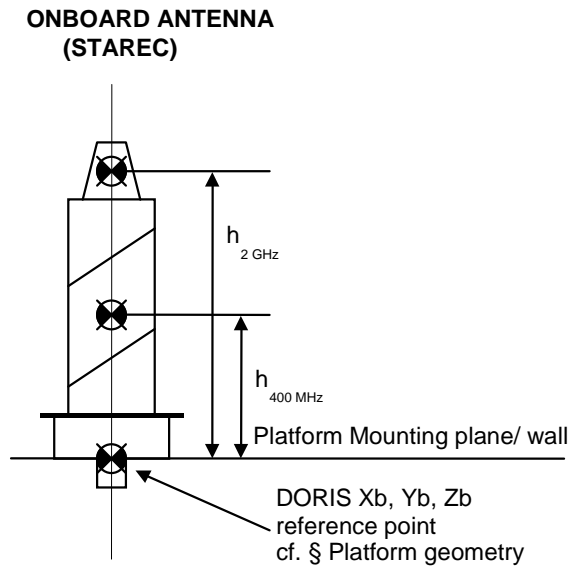 ONBOARD ANTENNA
(STAREC)
h
2 GHz
h
400 MHz
Platform Mounting plane/ wall
DORIS Xb, Yb, Zb
reference point
cf. § Platform geometry